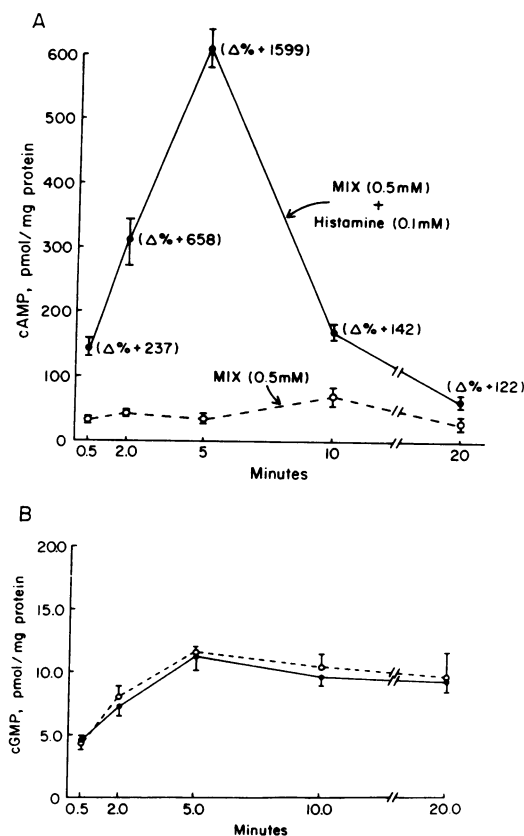 A
cAMP, pmol/mg protein
600
500
400
300
200
100
0
(Δ%+1599)
(Δ%+658)
(Δ%+237)
MIX (0.5mM)
+
Histamine (0.1mM)
(Δ%+142)
(Δ%+122)
MIX (0.5mM)
0.5 2.0 5 10 20
Minutes
B
cGMP, pmol/mg protein
20.0
15.0
10.0
5.0
0
0.5 2.0 5.0 10.0 20.0
Minutes